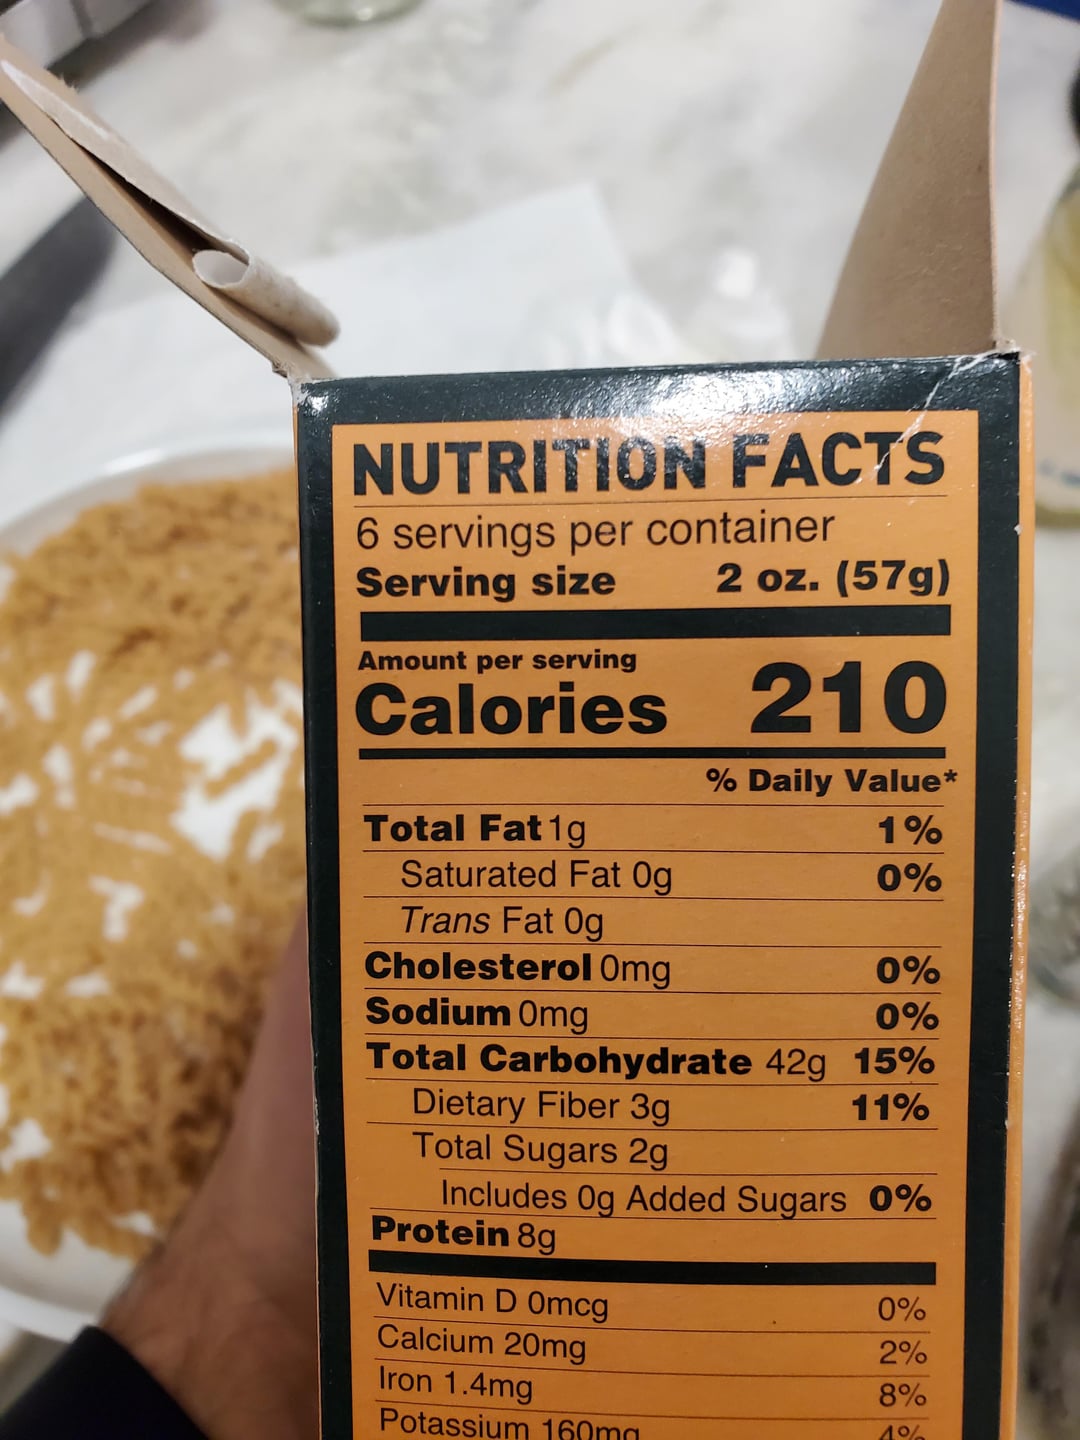 NUTRITION FACTS
6 servings per container
Serving size 2 oz. (57g)
Amount per serving
Calories 210
% Daily Value*
Total Fat 1g 1%
Saturated Fat 0g 0%
Trans Fat 0g
Cholesterol 0mg 0%
Sodium 0mg 0%
Total Carbohydrate 42g 15%
Dietary Fiber 3g 11%
Total Sugars 2g
Includes 0g Added Sugars 0%
Protein 8g
Vitamin D 0mcg 0%
Calcium 20mg 2%
Iron 1.4mg 8%
Potassium 160mg 4%